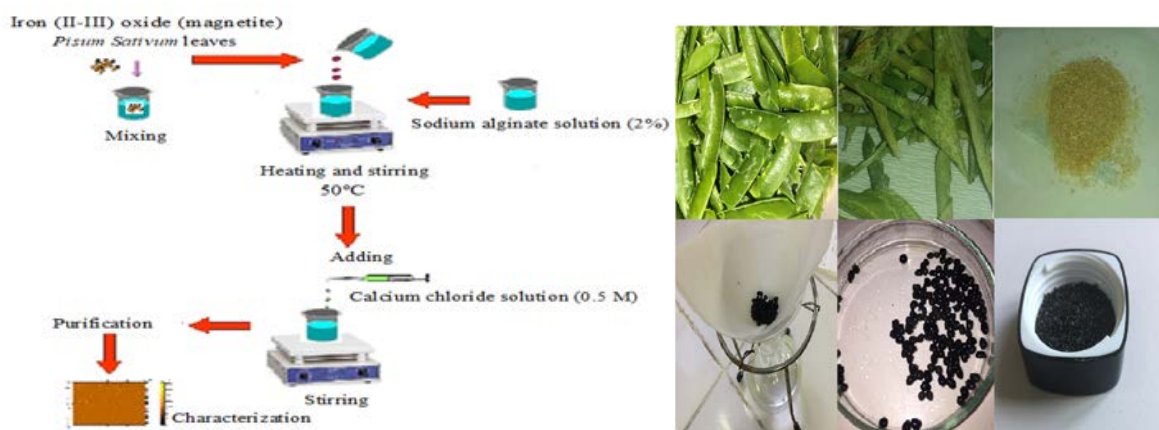 Iron (II-III) oxide (magnetite)
Pisum Sativum leaves
Mixing
Sodium alginate solution (2%)
Heating and stirring
50°C
Adding
Calcium chloride solution (0.5 M)
Purification
Stirring
Characterization